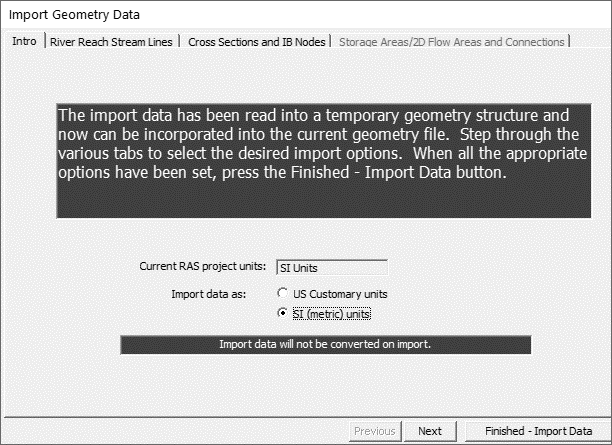 Import Geometry Data
Intro River Reach Stream Lines Cross Sections and IB Nodes Storage Areas/2D Flow Areas and Connections
The import data has been read into a temporary geometry structure and
now can be incorporated into the current geometry file. Step through the
various tabs to select the desired import options. When all the appropriate
options have been set, press the Finished - Import Data button.
Current RAS project units: SI Units
Import data as: US Customary units
SI (metric) units
Import data will not be converted on import.
Previous Next Finished - Import Data